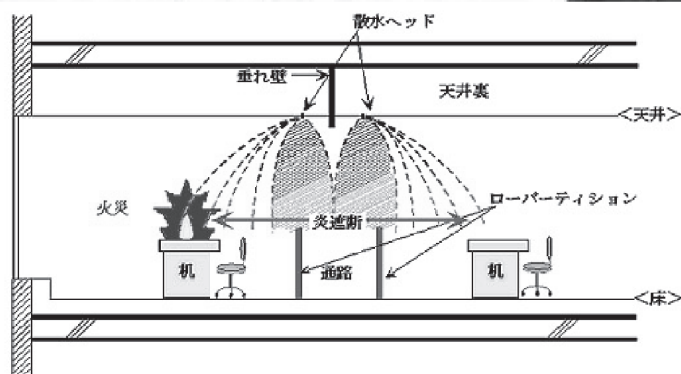 散水ヘッド
垂れ壁
天井裏
<天井>
ローパーティション
火災
炎遮断
机
通路
机
<床>